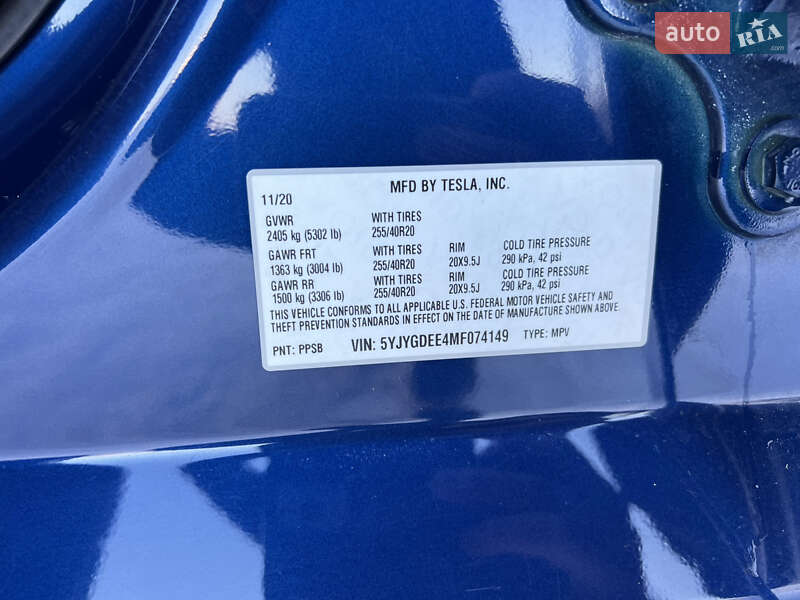 auto RIA.com
MFD BY TESLA, INC.
11/20
GVWR WITH TIRES
2405 kg (5302 lb) 255/40R20
GAWR FRT WITH TIRES RIM COLD TIRE PRESSURE
1363 kg (3004 lb) 255/40R20 20X9.5J 290 kPa, 42 psi
GAWR RR WITH TIRES RIM COLD TIRE PRESSURE
1500 kg (3306 lb) 255/40R20 20X9.5J 290 kPa, 42 psi
THIS VEHICLE CONFORMS TO ALL APPLICABLE U.S. FEDERAL MOTOR VEHICLE SAFETY AND
THEFT PREVENTION STANDARDS IN EFFECT ON THE DATE OF MANUFACTURE SHOWN ABOVE.
PNT: PPSB VIN: 5YJYGDEE4MF074149 TYPE: MPV